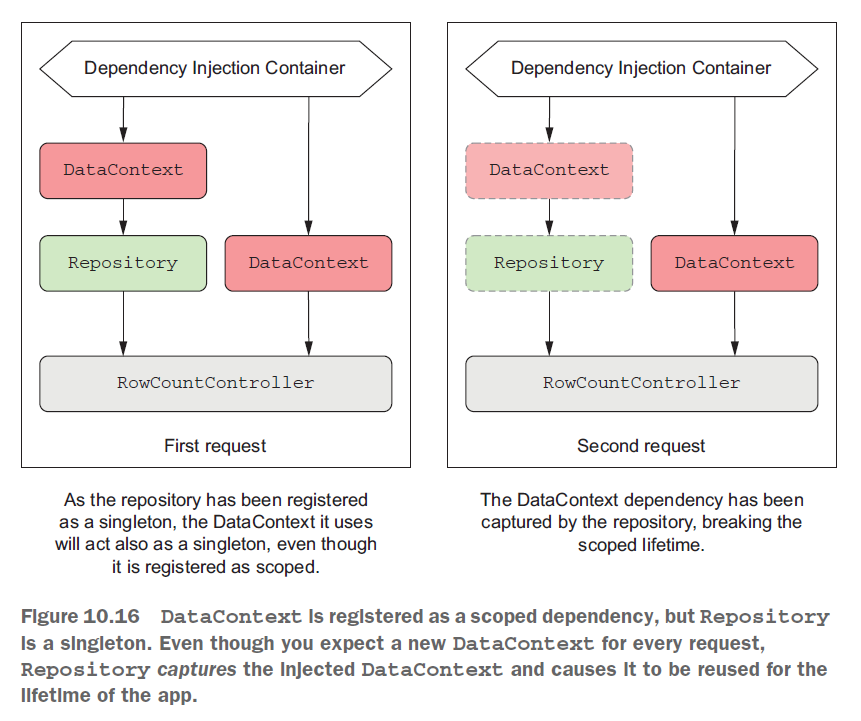 Dependency Injection Container
DataContext
Repository
DataContext
RowCountController
First request
Dependency Injection Container
DataContext
Repository
DataContext
RowCountController
Second request
As the repository has been registered
as a singleton, the DataContext it uses
will act also as a singleton, even though
it is registered as scoped.
The DataContext dependency has been
captured by the repository, breaking the
scoped lifetime.
Figure 10.16 DataContext is registered as a scoped dependency, but Repository
is a singleton. Even though you expect a new DataContext for every request,
Repository captures the injected DataContext and causes it to be reused for the
lifetime of the app.